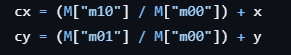 cx = (M["m10"] / M["m00"]) + x
cy = (M["m01"] / M["m00"]) + y